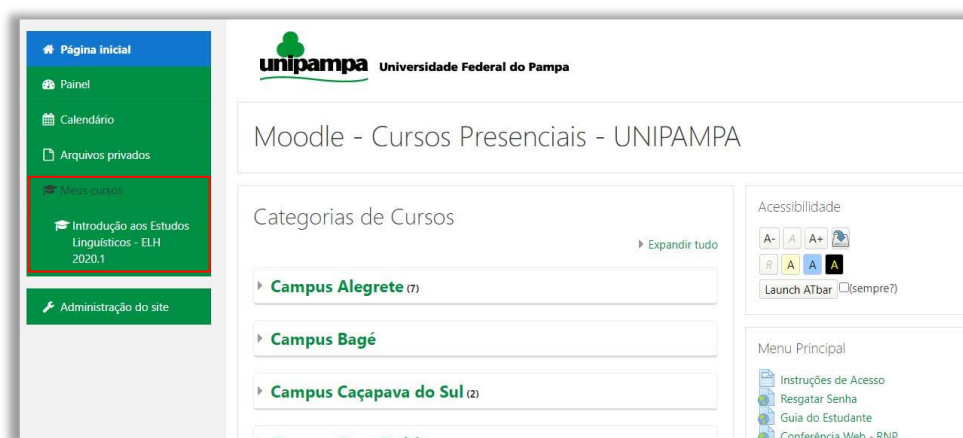 Página inicial
Painel
Calendário
Arquivos privados
Meus cursos
Introdução aos Estudos
Linguísticos - ELH
2020.1
Administração do site
unipampa Universidade Federal do Pampa
Moodle - Cursos Presenciais - UNIPAMPA
Categorias de Cursos
Expandir tudo
Campus Alegrete (7)
Campus Bagé
Campus Caçapava do Sul (2)
Acessibilidade
A- A A+
R A A A
Launch ATbar (sempre?)
Menu Principal
Instruções de Acesso
Resgatar Senha
Guia do Estudante
Conferência Web - RNP